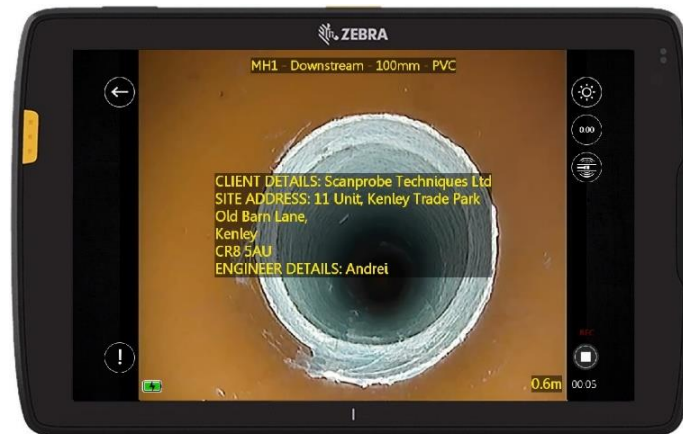 ZEBRA
MH1 - Downstream - 100mm - PVC
0:00
CLIENT DETAILS: Scanprobe Techniques Ltd
SITE ADDRESS: 11 Unit, Kenley Trade Park
Old Barn Lane,
Kenley
CR8 5AU
ENGINEER DETAILS: Andrei
!
REC
0.6m
00:05